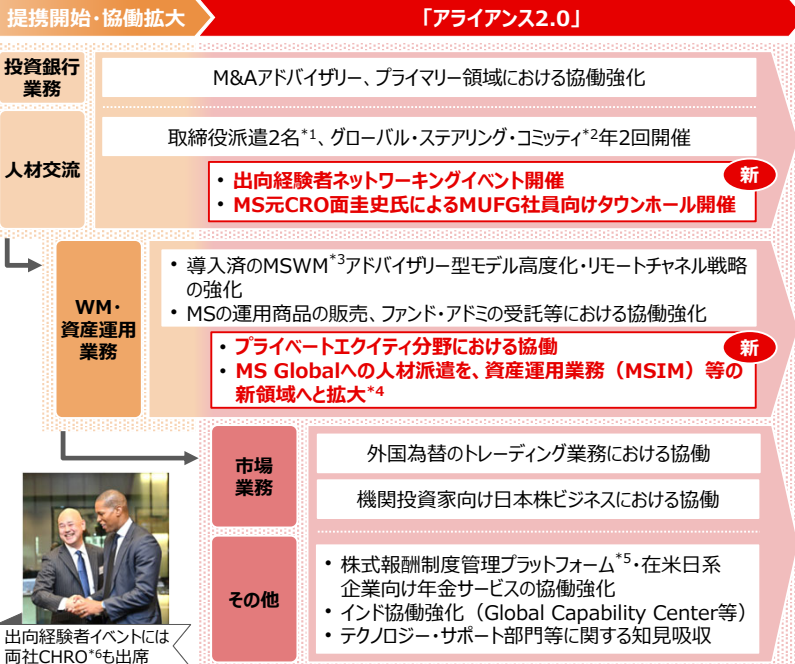 提携開始・協働拡大
「アライアンス2.0」
投資銀行
業務
M&Aアドバイザリー、プライマリー領域における協働強化
人材交流
取締役派遣2名*1、グローバル・ステアリング・コミッティ*2年2回開催
新
• 出向経験者ネットワーキングイベント開催
• MS元CRO面圭史氏によるMUFG社員向けタウンホール開催
WM・
資産運用
業務
• 導入済のMSWM*3アドバイザリー型モデル高度化・リモートチャネル戦略
の強化
• MSの運用商品の販売、ファンド・アドミの受託等における協働強化
新
• プライベートエクイティ分野における協働
• MS Globalへの人材派遣を、資産運用業務（MSIM）等の
新領域へと拡大*4
市場
業務
外国為替のトレーディング業務における協働
機関投資家向け日本株ビジネスにおける協働
その他
• 株式報酬制度管理プラットフォーム*5・在米日系
企業向け年金サービスの協働強化
• インド協働強化（Global Capability Center等）
• テクノロジー・サポート部門等に関する知見吸収
出向経験者イベントには
両社CHRO*6も出席